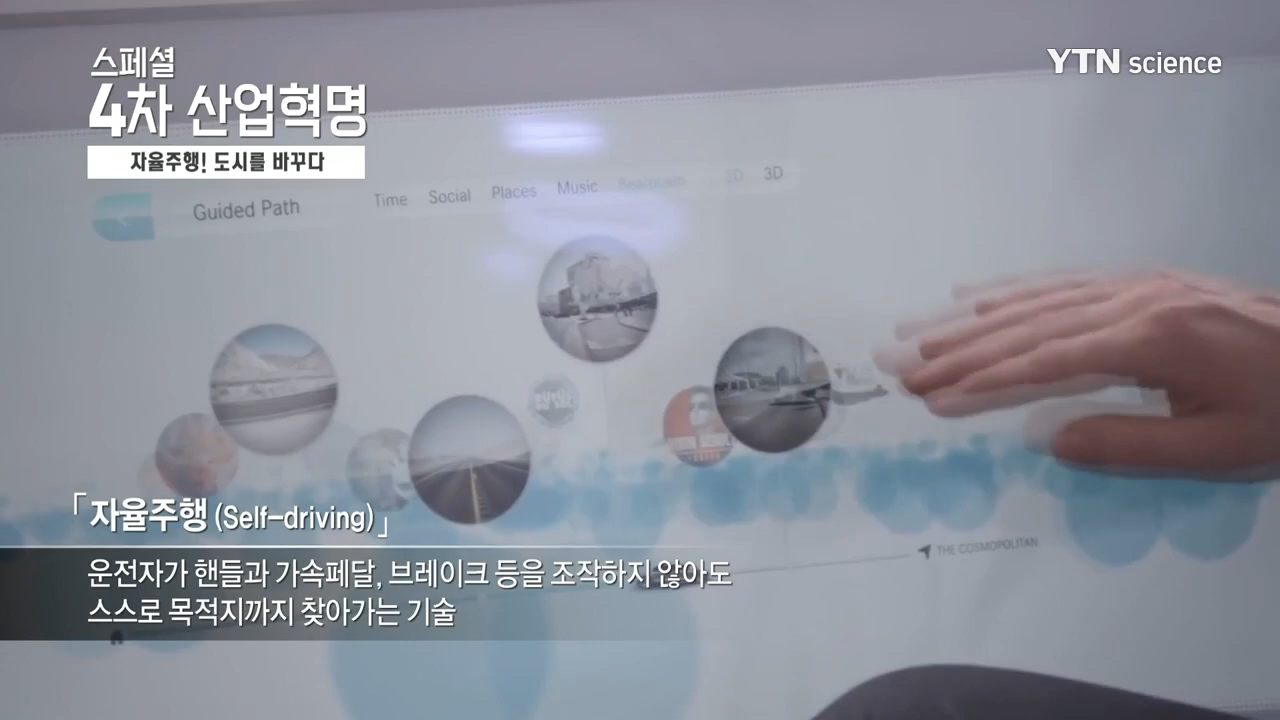 스페셜
4차 산업혁명
자율주행! 도시를 바꾸다
YTN science
Guided Path Time Social Places Music 2D 3D
THE COSMOPOLITAN
「자율주행(Self-driving)」
운전자가 핸들과 가속페달, 브레이크 등을 조작하지 않아도
스스로 목적지까지 찾아가는 기술